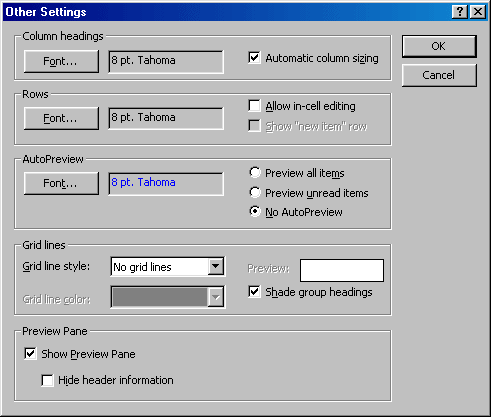 Other Settings
Column headings
OK
Font... 8 pt. Tahoma Automatic column sizing
Cancel
Rows
Allow in-cell editing
Font... 8 pt. Tahoma
Show "new item" row
AutoPreview
Preview all items
Font... 8 pt. Tahoma
Preview unread items
No AutoPreview
Grid lines
Grid line style: No grid lines Preview:
Grid line color: Shade group headings
Preview Pane
Show Preview Pane
Hide header information